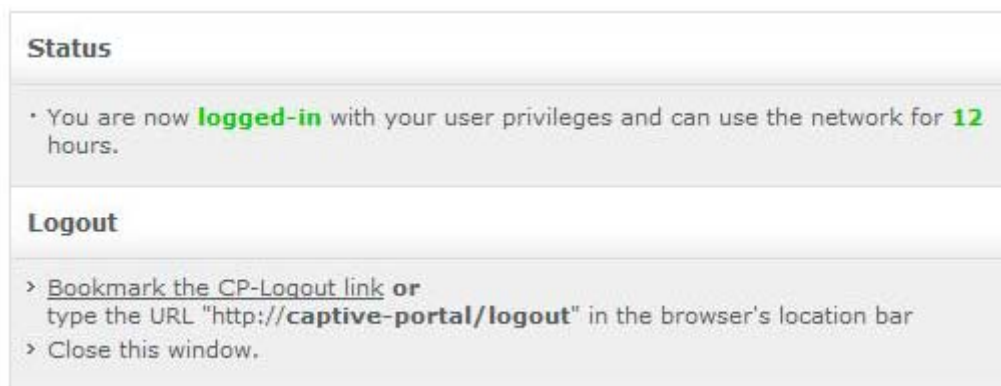 Status
· You are now logged-in with your user privileges and can use the network for 12
hours.
Logout
> Bookmark the CP-Logout link or
type the URL "http://captive-portal/logout" in the browser's location bar
> Close this window.